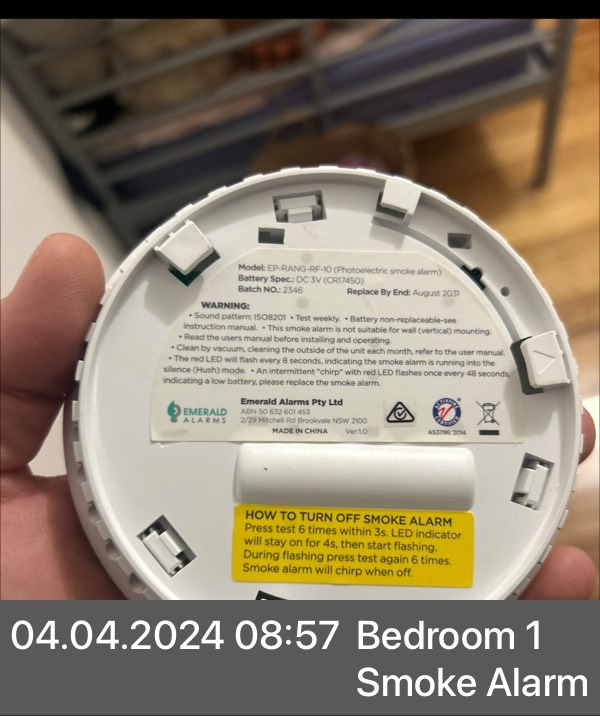 Model: EP-RANG-RF-10 (Photoelectric smoke alarm)
Battery Spec.: DC 3V (CR17450)
Batch NO.: 2346 Replace By End: August 2031
WARNING:
• Sound pattern: ISO8201 • Test weekly. • Battery non-replaceable-see
instruction manual. • This smoke alarm is not suitable for wall (vertical) mounting.
• Read the users manual before installing and operating.
• Clean by vacuum, cleaning the outside of the unit each month, refer to the user manual.
• The red LED will flash every 8 seconds, indicating the smoke alarm is running in the
silence (Hush) mode. • An intermittent "chirp" with red LED flashes once every 48 seconds,
indicating a low battery, please replace the smoke alarm.
EMERALD
ALARMS
Emerald Alarms Pty Ltd
ABN 50 632 601 453
2/29 Mitchell Rd Brookvale NSW 2100
MADE IN CHINA Ver:1.0
AS3786: 2014
HOW TO TURN OFF SMOKE ALARM
Press test 6 times within 3s. LED indicator
will stay on for 4s, then start flashing.
During flashing press test again 6 times.
Smoke alarm will chirp when off.
04.04.2024 08:57 Bedroom 1
Smoke Alarm